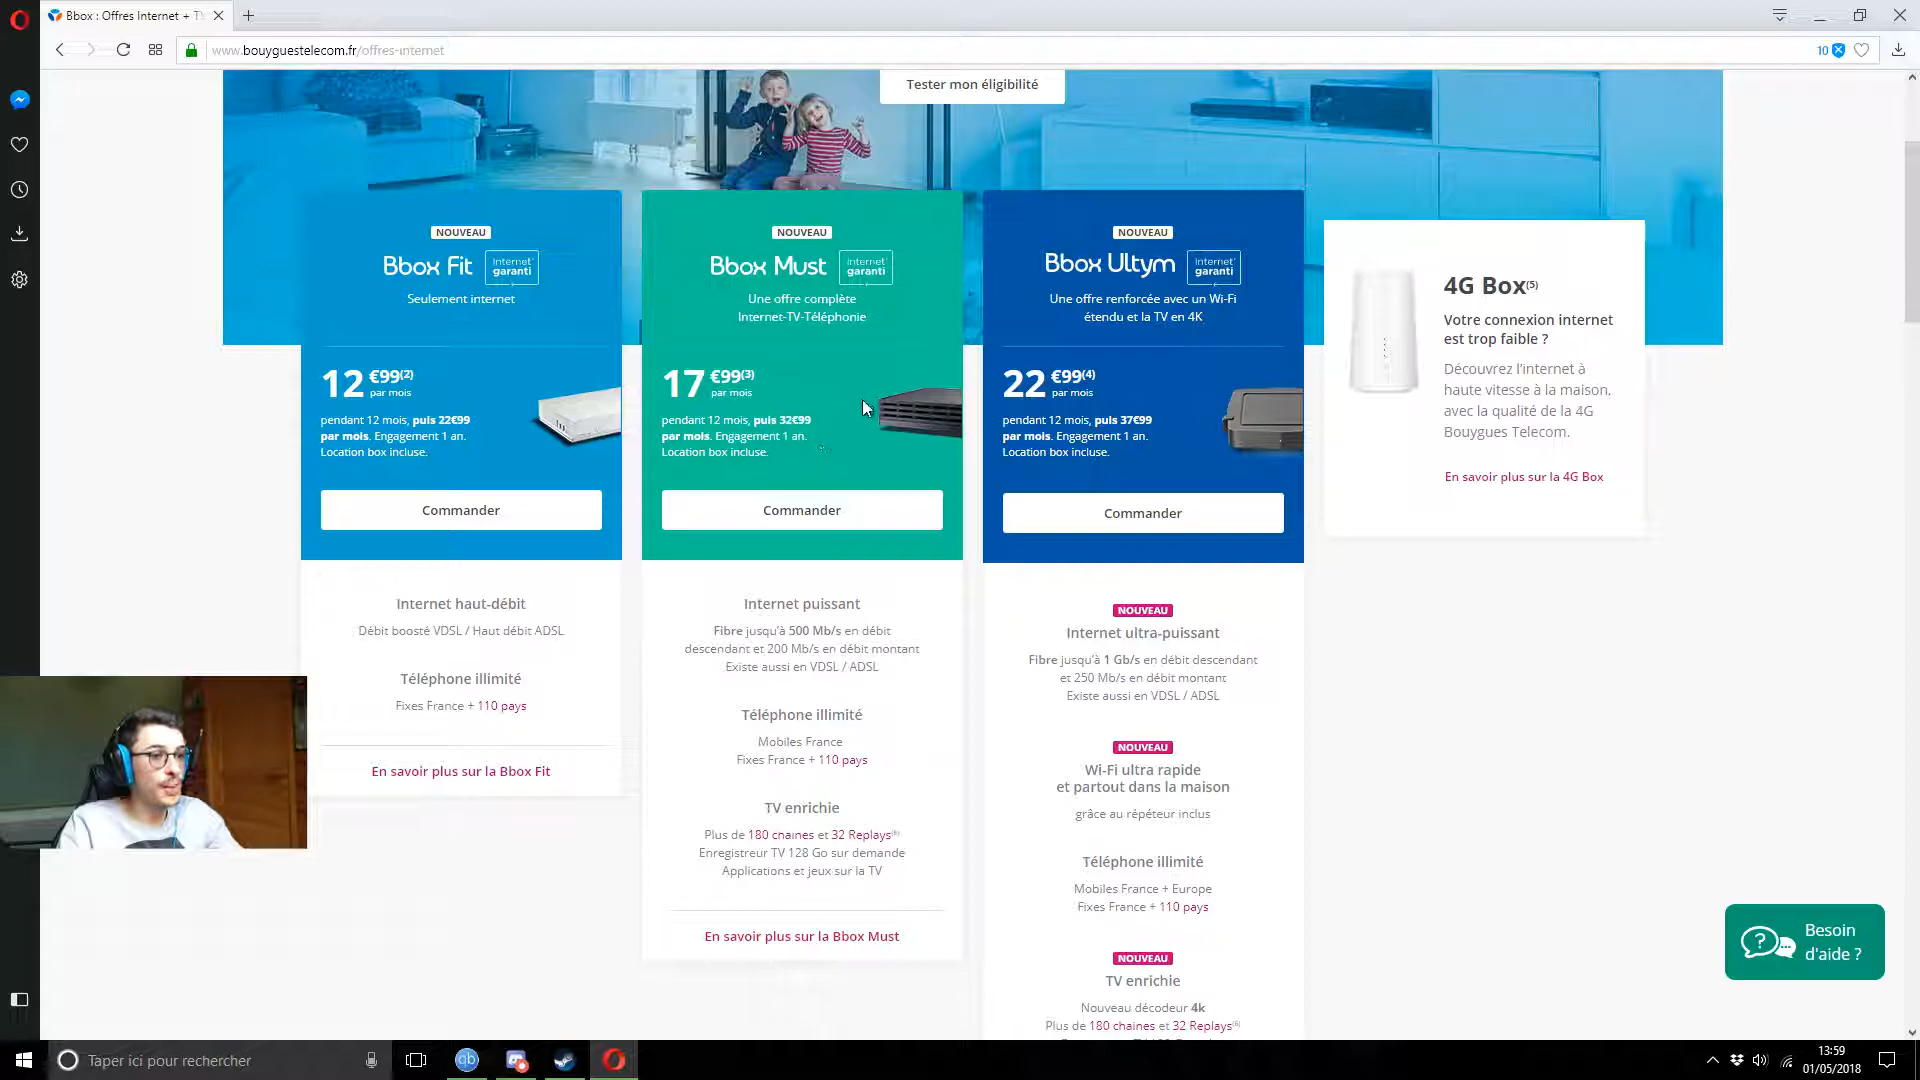 Bbox : Offres Internet + T
www.bouyguestelecom.fr/offres-internet
10
Tester mon éligibilité
NOUVEAU
Bbox Fit
Internet garanti
Seulement internet
12 €99(2)
par mois
pendant 12 mois, puis 22€99
par mois. Engagement 1 an.
Location box incluse.
Commander
Internet haut-débit
Débit boosté VDSL / Haut débit ADSL
Téléphone illimité
Fixes France + 110 pays
En savoir plus sur la Bbox Fit
NOUVEAU
Bbox Must
Internet garanti
Une offre complète
Internet-TV-Téléphonie
17 €99(3)
par mois
pendant 12 mois, puis 32€99
par mois. Engagement 1 an.
Location box incluse.
Commander
Internet puissant
Fibre jusqu'à 500 Mb/s en débit
descendant et 200 Mb/s en débit montant
Existe aussi en VDSL / ADSL
Téléphone illimité
Mobiles France
Fixes France + 110 pays
TV enrichie
Plus de 180 chaînes et 32 Replays(6)
Enregistreur TV 128 Go sur demande
Applications et jeux sur la TV
En savoir plus sur la Bbox Must
NOUVEAU
Bbox Ultym
Internet garanti
Une offre renforcée avec un Wi-Fi
étendu et la TV en 4K
22 €99(4)
par mois
pendant 12 mois, puis 37€99
par mois. Engagement 1 an.
Location box incluse.
Commander
NOUVEAU
Internet ultra-puissant
Fibre jusqu'à 1 Gb/s en débit descendant
et 250 Mb/s en débit montant
Existe aussi en VDSL / ADSL
NOUVEAU
Wi-Fi ultra rapide
et partout dans la maison
grâce au répéteur inclus
Téléphone illimité
Mobiles France + Europe
Fixes France + 110 pays
NOUVEAU
TV enrichie
Nouveau décodeur 4k
Plus de 180 chaînes et 32 Replays(6)
4G Box(5)
Votre connexion internet
est trop faible ?
Découvrez l'internet à
haute vitesse à la maison,
avec la qualité de la 4G
Bouygues Telecom.
En savoir plus sur la 4G Box
Besoin
d'aide ?
Taper ici pour rechercher
qb
13:59
01/05/2018